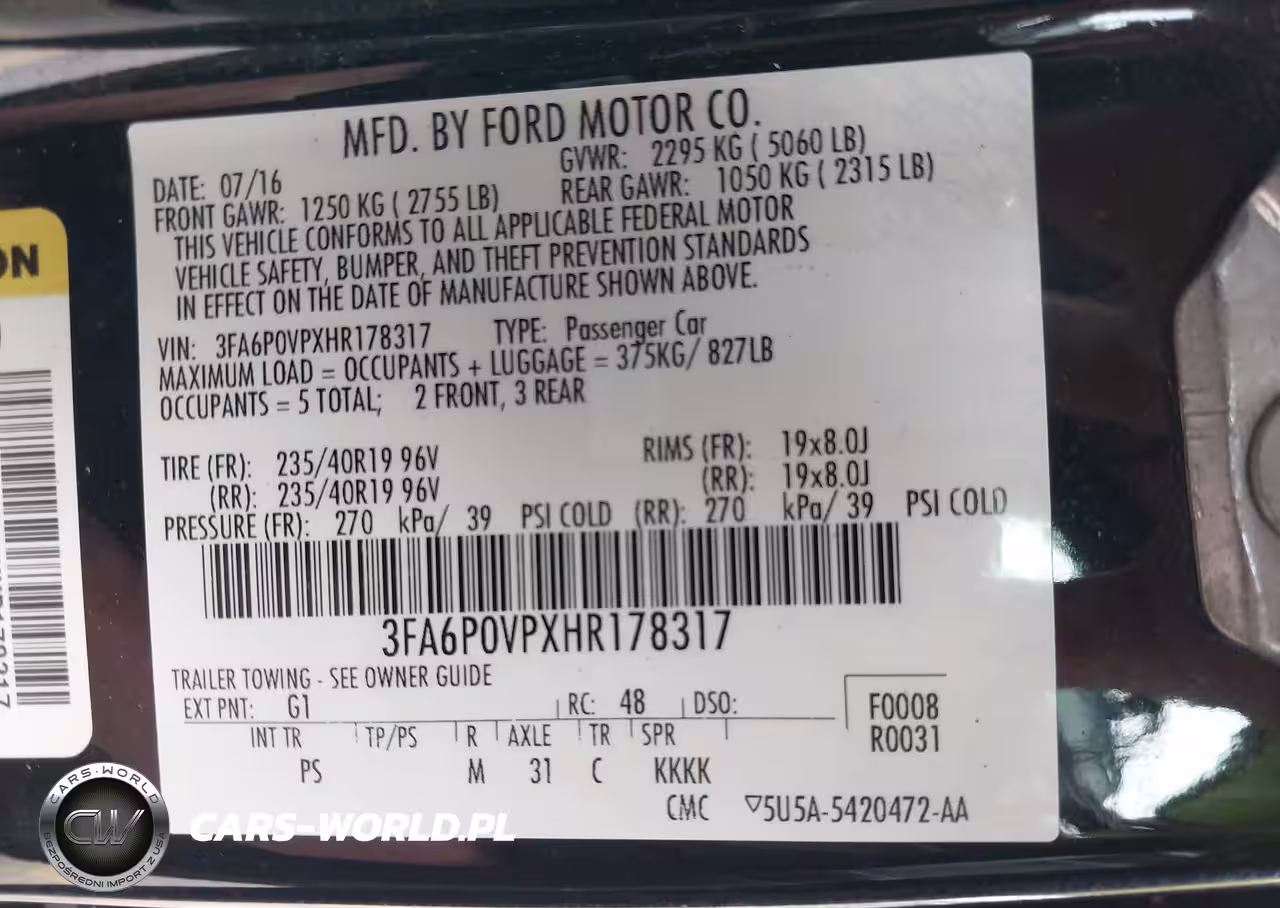 MFD. BY FORD MOTOR CO.
DATE: 07/16
GVWR: 2295 KG ( 5060 LB)
FRONT GAWR: 1250 KG ( 2755 LB)
REAR GAWR: 1050 KG ( 2315 LB)
THIS VEHICLE CONFORMS TO ALL APPLICABLE FEDERAL MOTOR
VEHICLE SAFETY, BUMPER, AND THEFT PREVENTION STANDARDS
IN EFFECT ON THE DATE OF MANUFACTURE SHOWN ABOVE.
VIN: 3FA6P0VPXHR178317 TYPE: Passenger Car
MAXIMUM LOAD = OCCUPANTS + LUGGAGE = 375KG/ 827LB
OCCUPANTS = 5 TOTAL; 2 FRONT, 3 REAR
TIRE (FR): 235/40R19 96V RIMS (FR): 19x8.0J
(RR): 235/40R19 96V (RR): 19x8.0J
PRESSURE (FR): 270 kPa/ 39 PSI COLD (RR): 270 kPa/ 39 PSI COLD
3FA6P0VPXHR178317
TRAILER TOWING - SEE OWNER GUIDE
EXT PNT: G1 RC: 48 DSO:
F0008
R0031
INT TR TP/PS R AXLE TR SPR
PS M 31 C KKKK
CMC ▽5U5A-5420472-AA
ON
CARS-WORLD
CW
BEZPOŚREDNI IMPORT Z USA
CARS-WORLD.PL